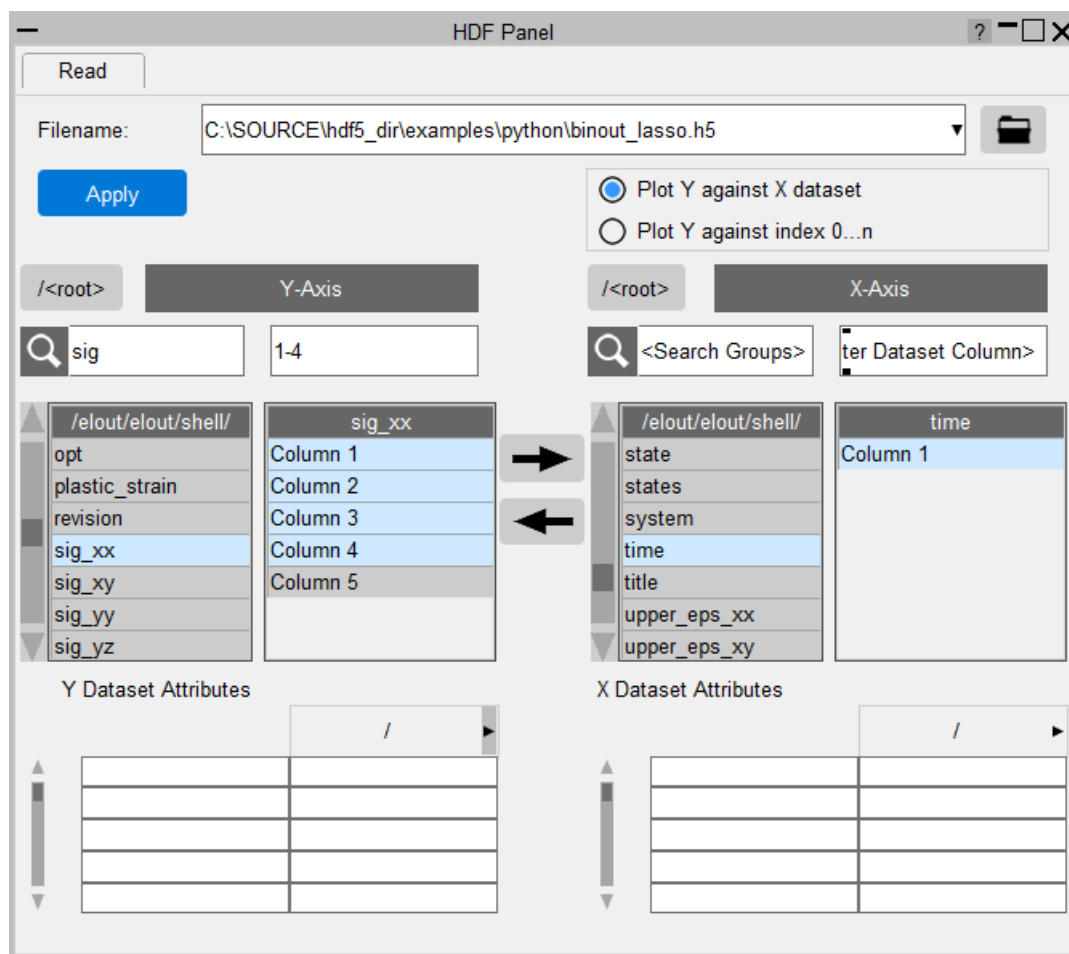 HDF Panel ?
Read
Filename: C:\SOURCE\hdf5_dir\examples\python\binout_lasso.h5
Apply
Plot Y against X dataset
Plot Y against index 0...n
/<root> Y-Axis
sig 1-4
/elout/elout/shell/ sig_xx
opt Column 1
plastic_strain Column 2
revision Column 3
sig_xx Column 4
sig_xy Column 5
sig_yy
sig_yz
/<root> X-Axis
<Search Groups> ter Dataset Column>
/elout/elout/shell/ time
state Column 1
states
system
time
title
upper_eps_xx
upper_eps_xy
Y Dataset Attributes
/
X Dataset Attributes
/